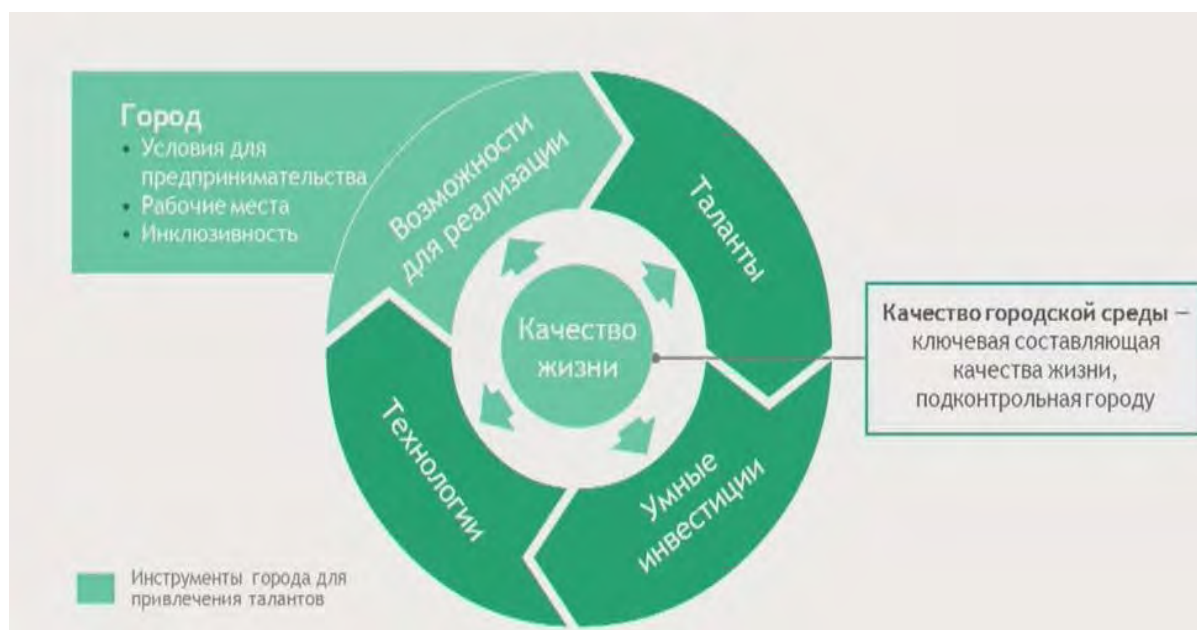 Город
• Условия для
предпринимательства
• Рабочие места
• Инклюзивность
Возможности
для реализации
Таланты
Качество
жизни
Качество городской среды –
ключевая составляющая
качества жизни,
подконтрольная городу
Технологии
Умные
инвестиции
Инструменты города для
привлечения талантов